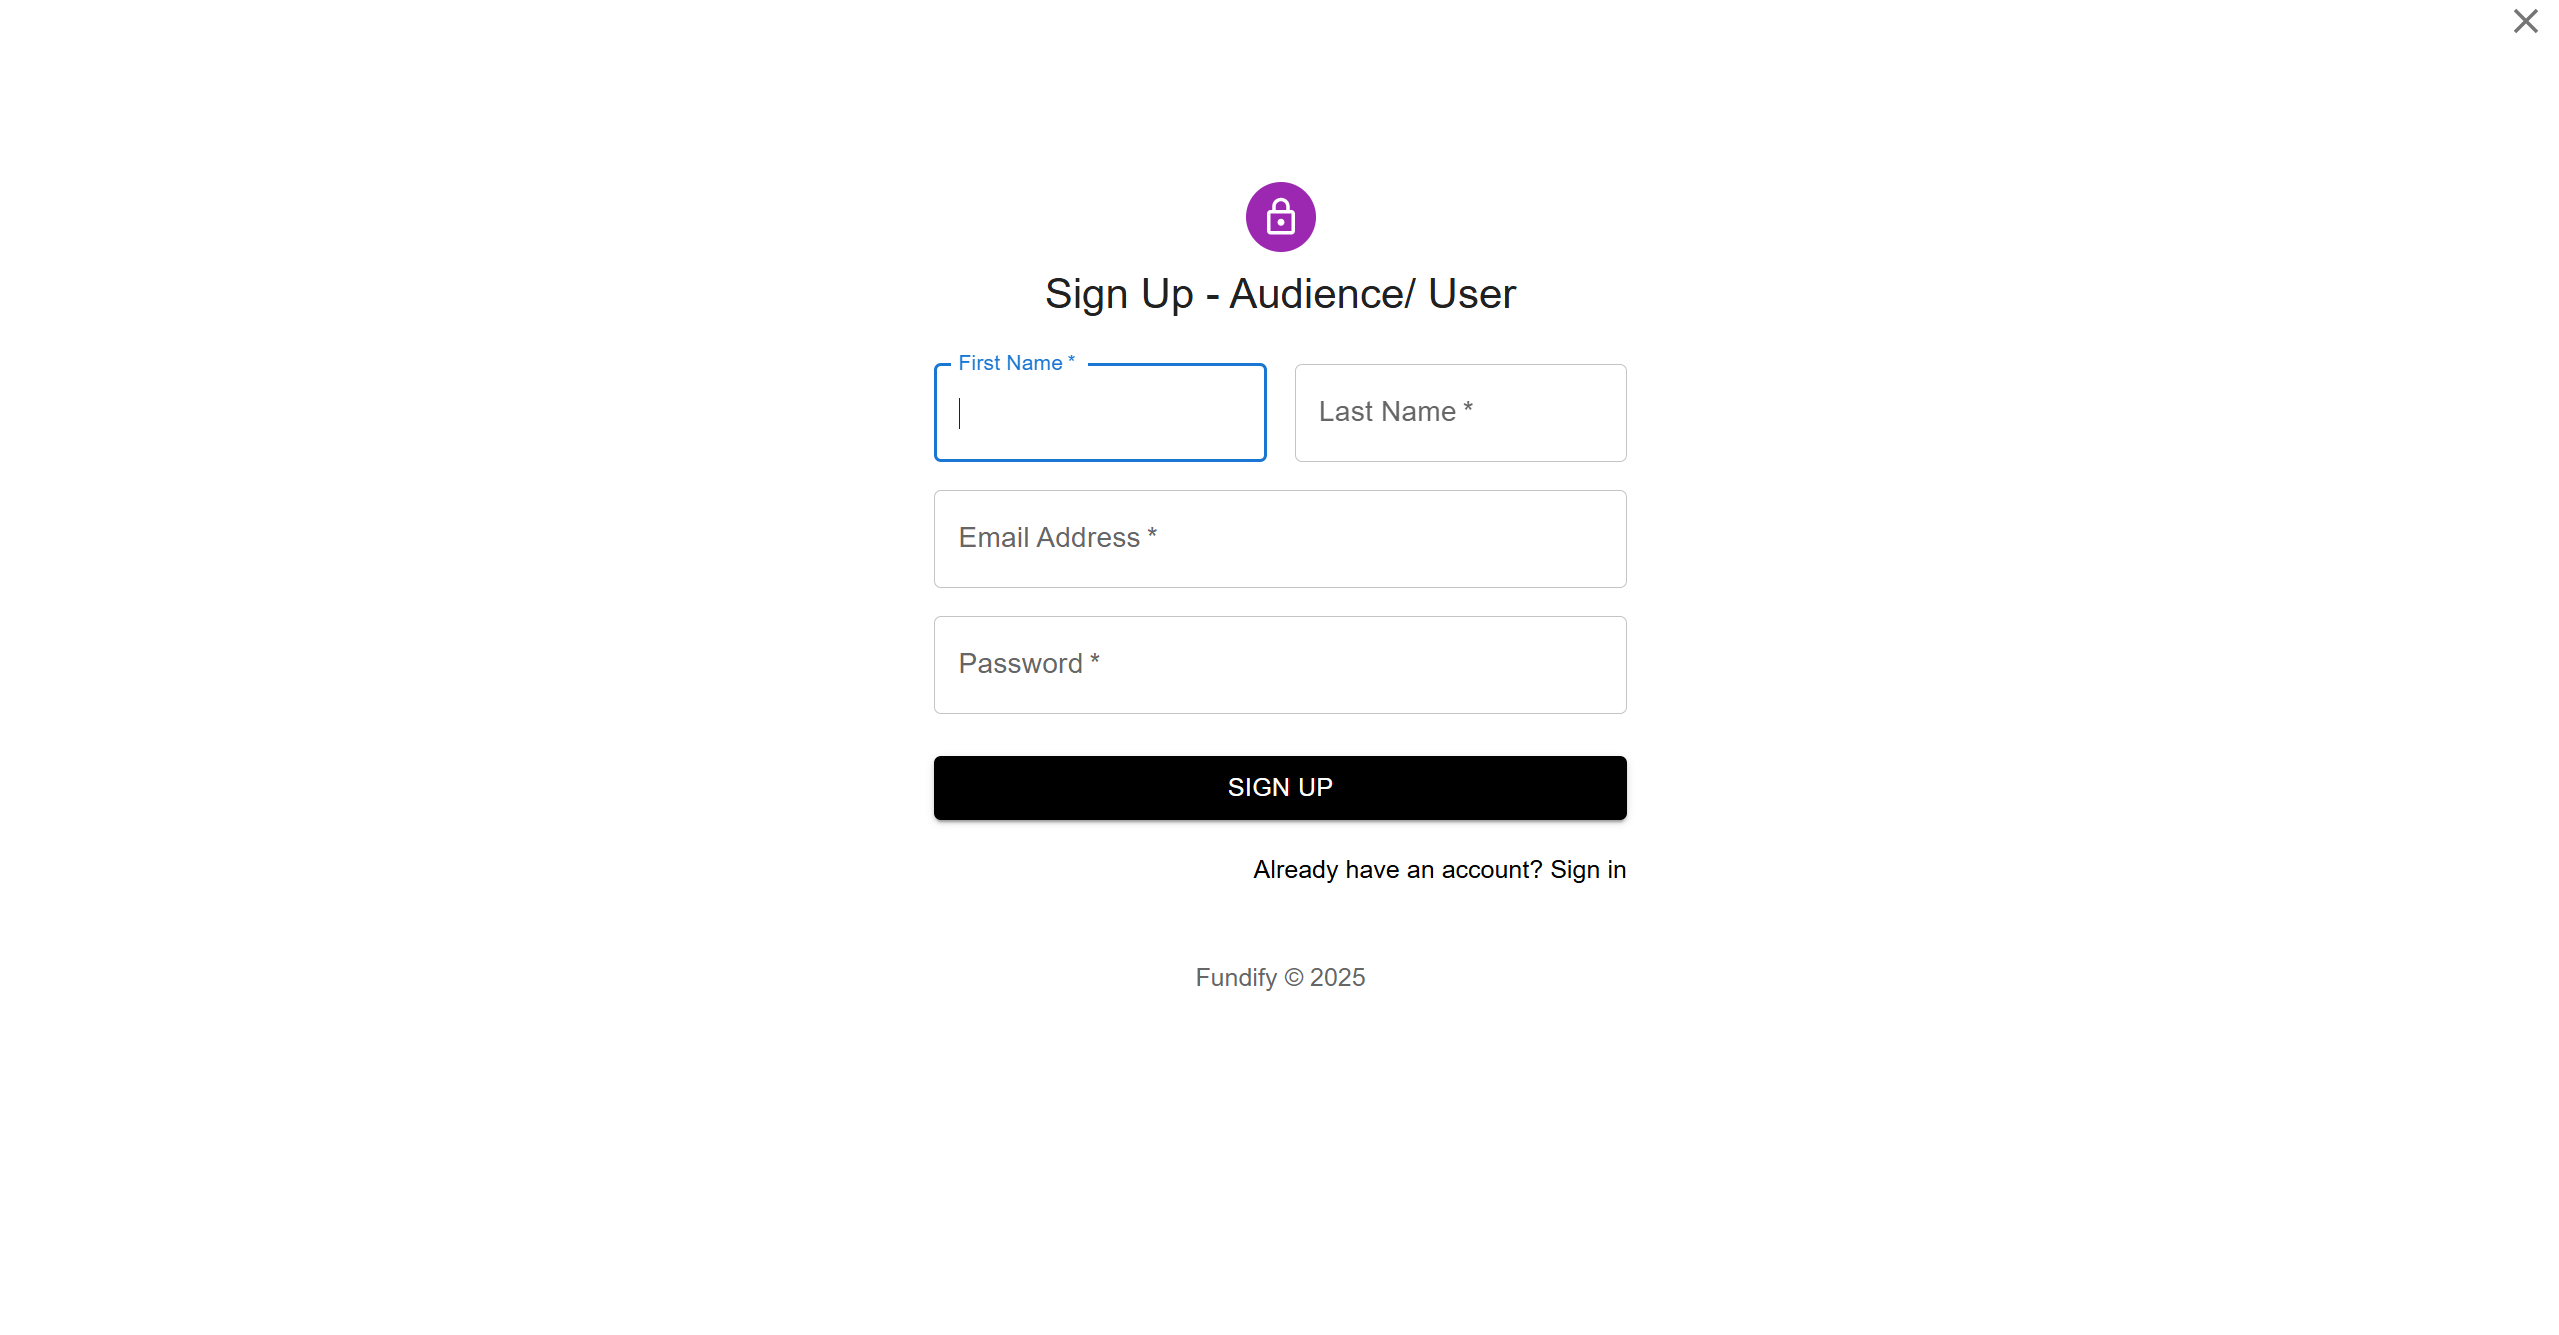 Sign Up - Audience/ User
First Name *
Last Name *
Email Address *
Password *
SIGN UP
Already have an account? Sign in
Fundify © 2025